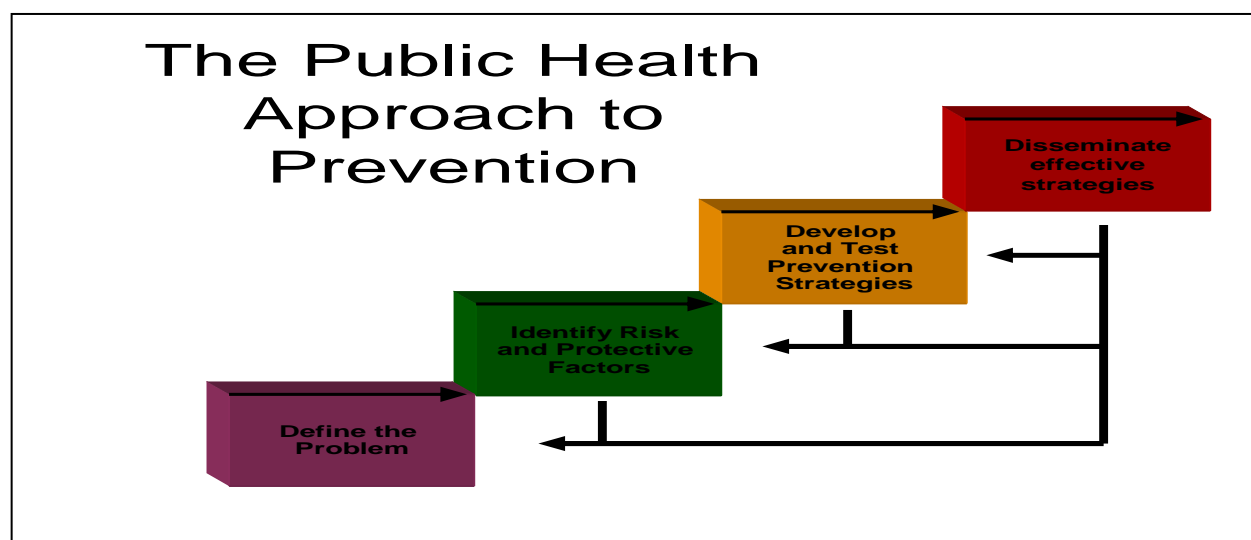 The Public Health
Approach to
Prevention
Disseminate
effective
strategies
Develop
and Test
Prevention
Strategies
Identify Risk
and Protective
Factors
Define the
Problem